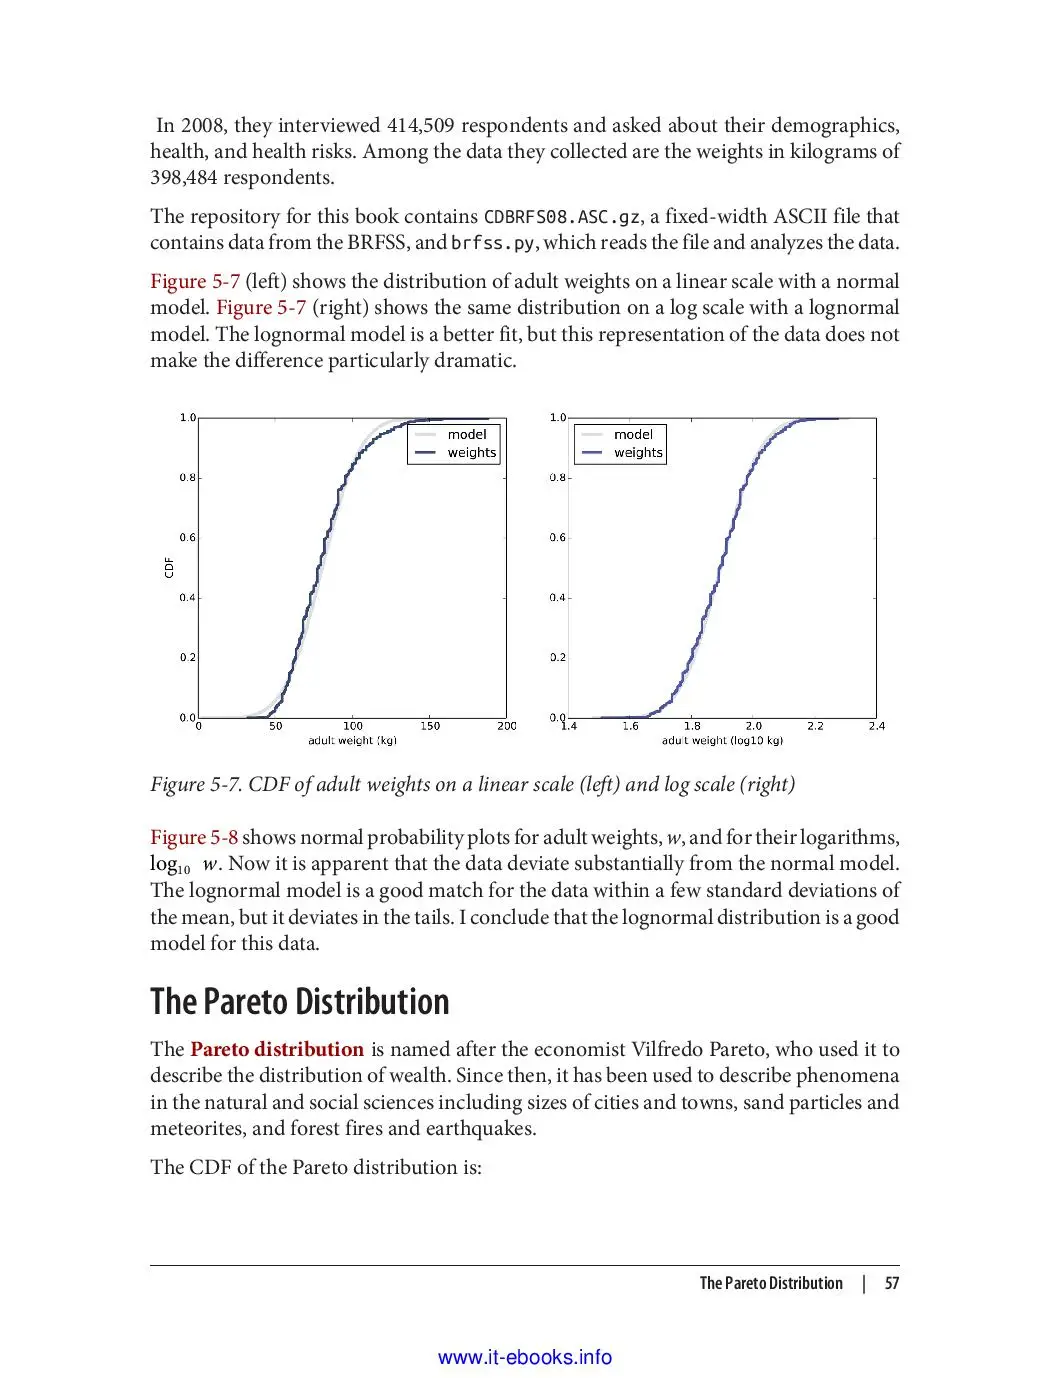 In 2008, they interviewed 414,509 respondents and asked about their demographics,
health, and health risks. Among the data they collected are the weights in kilograms of
398,484 respondents.
The repository for this book contains CDBRFS08.ASC.gz, a fixed-width ASCII file that
contains data from the BRFSS, and brfss.py, which reads the file and analyzes the data.
Figure 5-7 (left) shows the distribution of adult weights on a linear scale with a normal
model. Figure 5-7 (right) shows the same distribution on a log scale with a lognormal
model. The lognormal model is a better fit, but this representation of the data does not
make the difference particularly dramatic.
1.0
0.8
0.6
0.4
0.2
0.0
CDF
0 50 100 150 200
adult weight (kg)
model
weights
1.0
0.8
0.6
0.4
0.2
0.0
1.4 1.6 1.8 2.0 2.2 2.4
adult weight (log10 kg)
model
weights
Figure 5-7. CDF of adult weights on a linear scale (left) and log scale (right)
Figure 5-8 shows normal probability plots for adult weights, w, and for their logarithms,
log₁₀ w. Now it is apparent that the data deviate substantially from the normal model.
The lognormal model is a good match for the data within a few standard deviations of
the mean, but it deviates in the tails. I conclude that the lognormal distribution is a good
model for this data.
The Pareto Distribution
The Pareto distribution is named after the economist Vilfredo Pareto, who used it to
describe the distribution of wealth. Since then, it has been used to describe phenomena
in the natural and social sciences including sizes of cities and towns, sand particles and
meteorites, and forest fires and earthquakes.
The CDF of the Pareto distribution is:
The Pareto Distribution | 57
www.it-ebooks.info